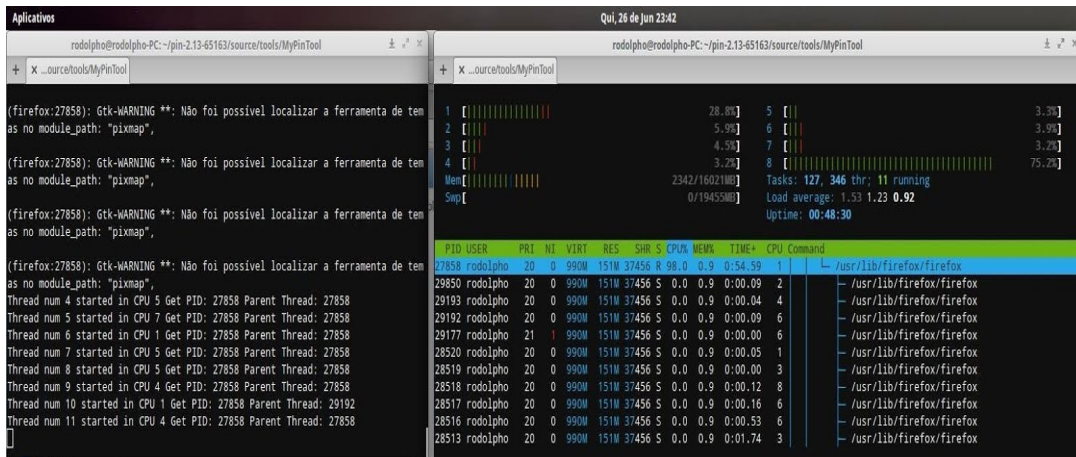 Aplicativos
Qui, 26 de Jun 23:42
rodolpho@rodolpho-PC: ~/pin-2.13-65163/source/tools/MyPinTool
+ x ...ource/tools/MyPinTool
(firefox:27858): Gtk-WARNING **: Não foi possível localizar a ferramenta de tem
as no module_path: "pixmap",
(firefox:27858): Gtk-WARNING **: Não foi possível localizar a ferramenta de tem
as no module_path: "pixmap",
(firefox:27858): Gtk-WARNING **: Não foi possível localizar a ferramenta de tem
as no module_path: "pixmap",
(firefox:27858): Gtk-WARNING **: Não foi possível localizar a ferramenta de tem
as no module_path: "pixmap",
Thread num 4 started in CPU 5 Get PID: 27858 Parent Thread: 27858
Thread num 5 started in CPU 7 Get PID: 27858 Parent Thread: 27858
Thread num 6 started in CPU 1 Get PID: 27858 Parent Thread: 27858
Thread num 7 started in CPU 5 Get PID: 27858 Parent Thread: 27858
Thread num 8 started in CPU 5 Get PID: 27858 Parent Thread: 27858
Thread num 9 started in CPU 4 Get PID: 27858 Parent Thread: 27858
Thread num 10 started in CPU 1 Get PID: 27858 Parent Thread: 29192
Thread num 11 started in CPU 4 Get PID: 27858 Parent Thread: 27858
rodolpho@rodolpho-PC: ~/pin-2.13-65163/source/tools/MyPinTool
+ x ...ource/tools/MyPinTool
1 [ 28.8%] 5 [ 3.3%]
2 [ 5.9%] 6 [ 3.9%]
3 [ 4.5%] 7 [ 3.2%]
4 [ 3.2%] 8 [ 75.2%]
Mem[ 2342/16021MB] Tasks: 127, 346 thr; 11 running
Swp[ 0/19455MB] Load average: 1.53 1.23 0.92
Uptime: 00:48:30
PID USER PRI NI VIRT RES SHR S CPU% MEM% TIME+ CPU Command
27858 rodolpho 20 0 990M 151M 37456 R 98.0 0.9 0:54.59 1 /usr/lib/firefox/firefox
29850 rodolpho 20 0 990M 151M 37456 S 0.0 0.9 0:00.09 2 /usr/lib/firefox/firefox
29193 rodolpho 20 0 990M 151M 37456 S 0.0 0.9 0:00.04 4 /usr/lib/firefox/firefox
29192 rodolpho 20 0 990M 151M 37456 S 0.0 0.9 0:00.09 6 /usr/lib/firefox/firefox
29177 rodolpho 21 1 990M 151M 37456 S 0.0 0.9 0:00.00 6 /usr/lib/firefox/firefox
28520 rodolpho 20 0 990M 151M 37456 S 0.0 0.9 0:00.05 1 /usr/lib/firefox/firefox
28519 rodolpho 20 0 990M 151M 37456 S 0.0 0.9 0:00.00 3 /usr/lib/firefox/firefox
28518 rodolpho 20 0 990M 151M 37456 S 0.0 0.9 0:00.12 8 /usr/lib/firefox/firefox
28517 rodolpho 20 0 990M 151M 37456 S 0.0 0.9 0:00.16 6 /usr/lib/firefox/firefox
28516 rodolpho 20 0 990M 151M 37456 S 0.0 0.9 0:00.53 6 /usr/lib/firefox/firefox
28513 rodolpho 20 0 990M 151M 37456 S 0.0 0.9 0:01.74 3 /usr/lib/firefox/firefox